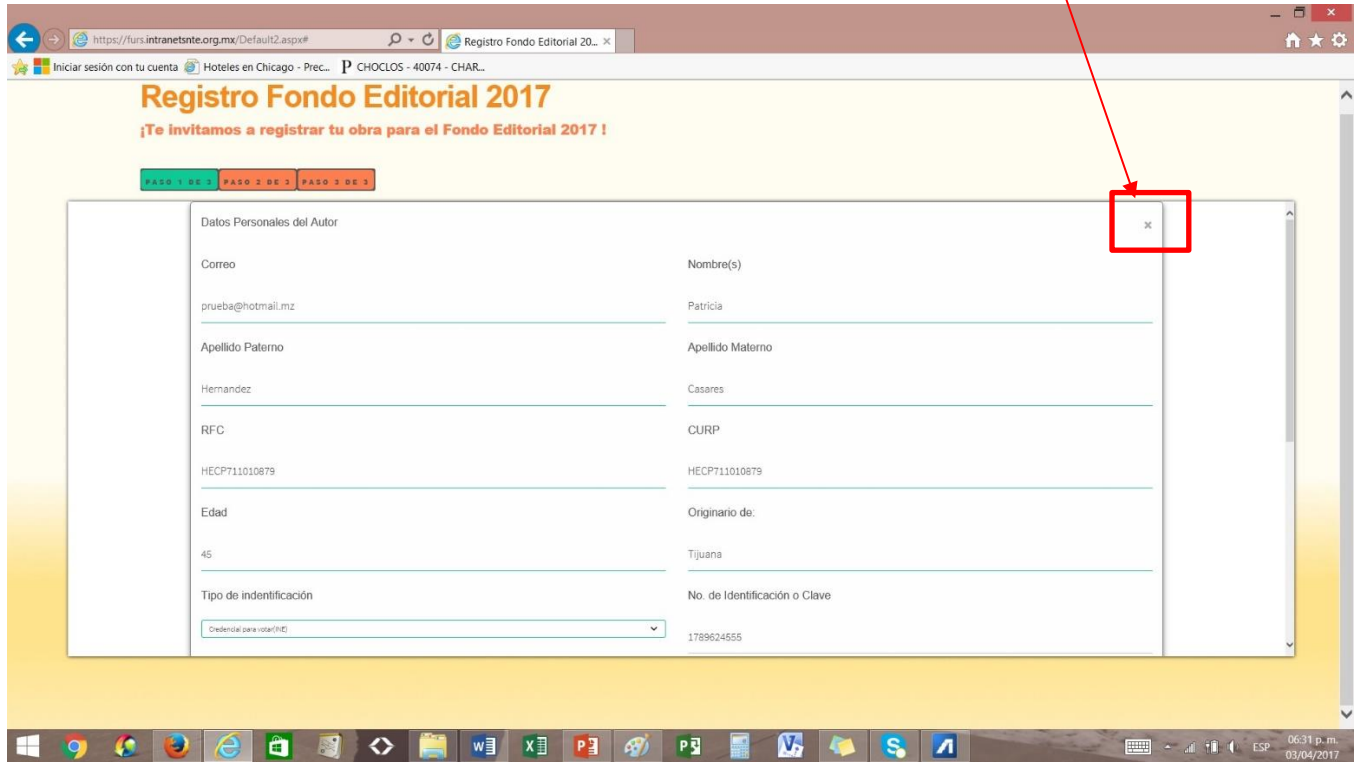 https://furs.intranetsnte.org.mx/Default2.aspx#
Registro Fondo Editorial 20...
Iniciar sesión con tu cuenta
Hoteles en Chicago - Prec...
CHOCLOS - 40074 - CHAR...
Registro Fondo Editorial 2017
¡Te invitamos a registrar tu obra para el Fondo Editorial 2017 !
PASO 1 DE 3 PASO 2 DE 3 PASO 3 DE 3
Datos Personales del Autor
Correo Nombre(s)
prueba@hotmail.mz Patricia
Apellido Paterno Apellido Materno
Hernandez Casares
RFC CURP
HECP711010879 HECP711010879
Edad Originario de:
45 Tijuana
Tipo de indentificación No. de Identificación o Clave
Credencial para votar(INE) 1789624555
ESP 06:31 p. m.
03/04/2017